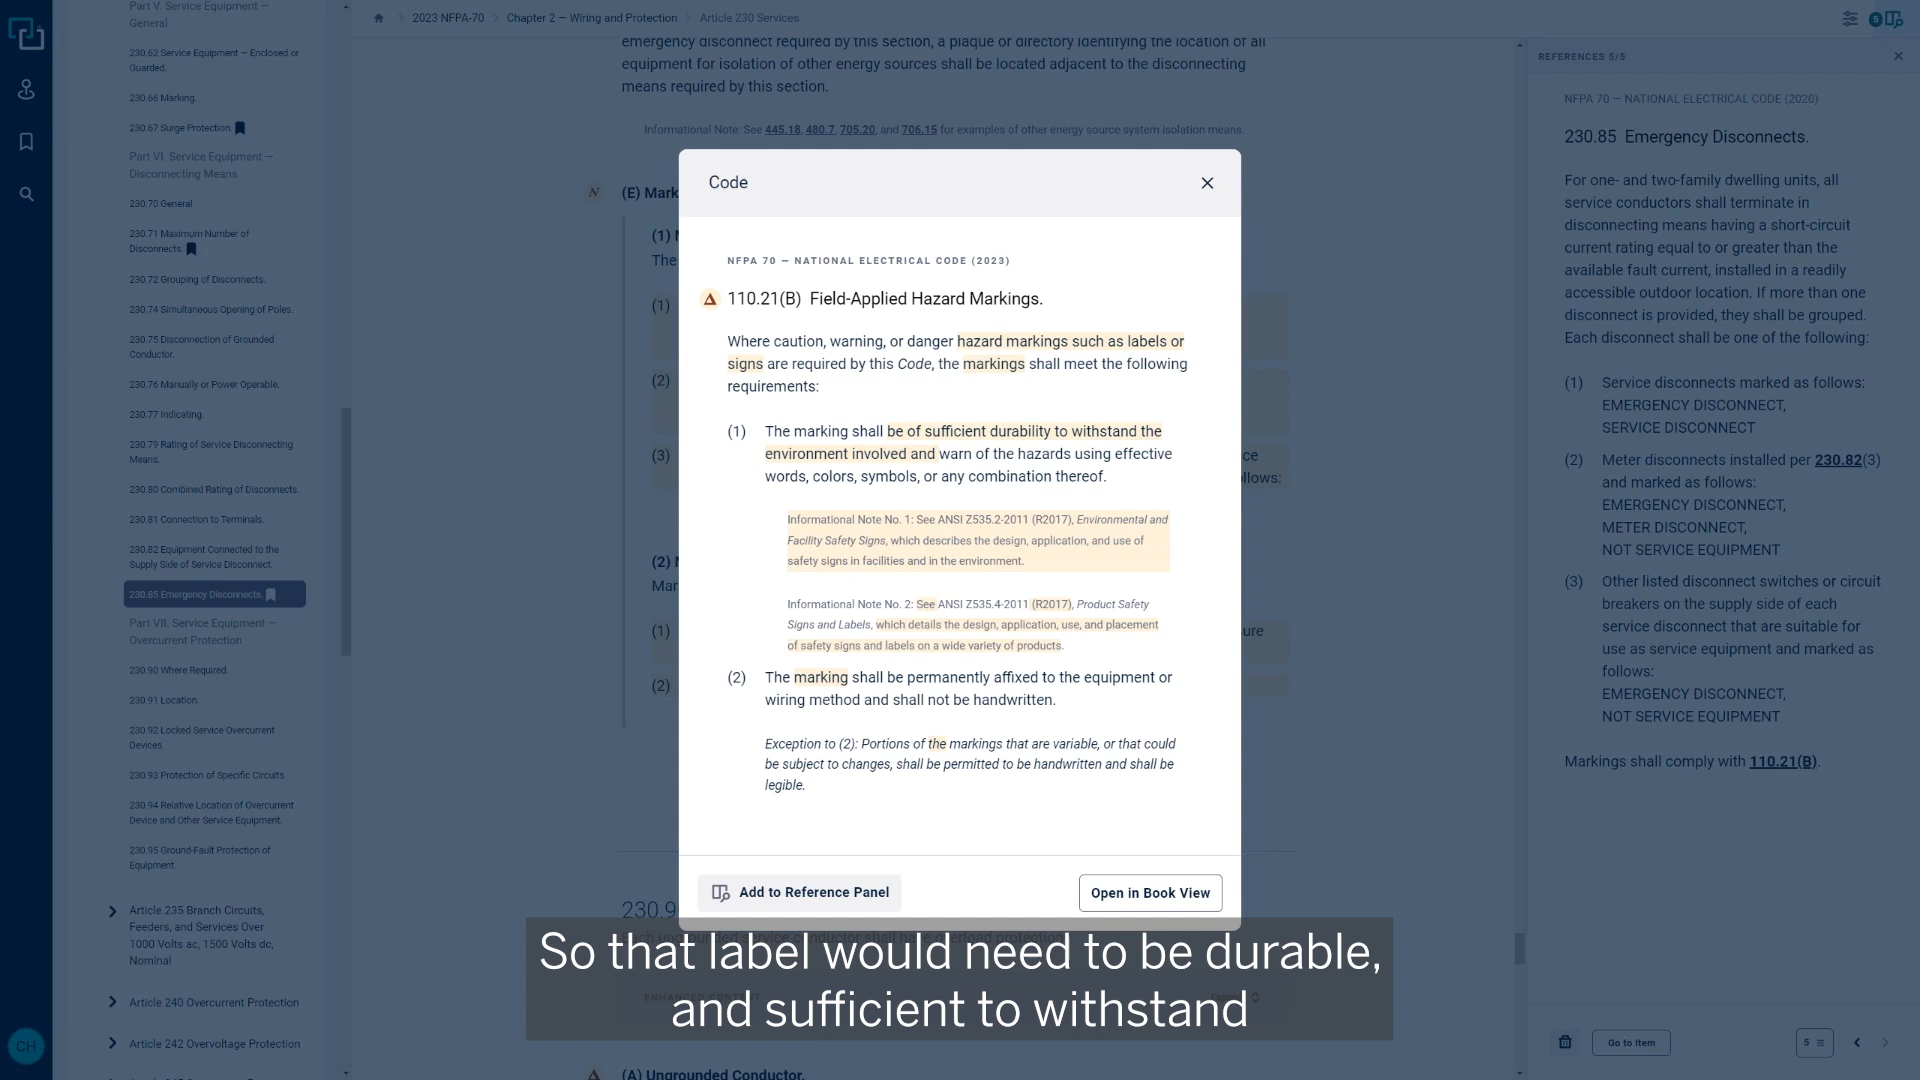 Part V. Service Equipment —
General
230.62 Service Equipment — Enclosed or
Guarded.
230.66 Marking.
230.67 Surge Protection.
Part VI. Service Equipment —
Disconnecting Means
230.70 General.
230.71 Maximum Number of
Disconnects.
230.72 Grouping of Disconnects.
230.74 Simultaneous Opening of Poles.
230.75 Disconnection of Grounded
Conductor.
230.76 Manually or Power Operable.
230.77 Indicating.
230.79 Rating of Service Disconnecting
Means.
230.80 Combined Rating of Disconnects.
230.81 Connection to Terminals.
230.82 Equipment Connected to the
Supply Side of Service Disconnect.
230.85 Emergency Disconnects.
Part VII. Service Equipment —
Overcurrent Protection
230.90 Where Required.
230.91 Location.
230.92 Locked Service Overcurrent
Devices.
230.93 Protection of Specific Circuits.
230.94 Relative Location of Overcurrent
Device and Other Service Equipment.
230.95 Ground-Fault Protection of
Equipment.
Article 235 Branch Circuits,
Feeders, and Services Over
1000 Volts ac, 1500 Volts dc,
Nominal
Article 240 Overcurrent Protection
Article 242 Overvoltage Protection
CH
2023 NFPA-70 > Chapter 2 — Wiring and Protection > Article 230 Services
emergency disconnect required by this section, a plaque or directory identifying the location of all
equipment for isolation of other energy sources shall be located adjacent to the disconnecting
means required by this section.
Informational Note: See 445.18, 480.7, 705.20, and 706.15 for examples of other energy source system isolation means.
N (E) Mark
(1)
The
(1)
(2)
(3)
ce
llows:
(2)
Mar
(1)
ure
(2)
230.9
(A) Ungrounded Conductor.
Code
NFPA 70 — NATIONAL ELECTRICAL CODE (2023)
Δ 110.21(B) Field-Applied Hazard Markings.
Where caution, warning, or danger hazard markings such as labels or
signs are required by this Code, the markings shall meet the following
requirements:
(1) The marking shall be of sufficient durability to withstand the
environment involved and warn of the hazards using effective
words, colors, symbols, or any combination thereof.
Informational Note No. 1: See ANSI Z535.2-2011 (R2017), Environmental and
Facility Safety Signs, which describes the design, application, and use of
safety signs in facilities and in the environment.
Informational Note No. 2: See ANSI Z535.4-2011 (R2017), Product Safety
Signs and Labels, which details the design, application, use, and placement
of safety signs and labels on a wide variety of products.
(2) The marking shall be permanently affixed to the equipment or
wiring method and shall not be handwritten.
Exception to (2): Portions of the markings that are variable, or that could
be subject to changes, shall be permitted to be handwritten and shall be
legible.
Add to Reference Panel
Open in Book View
So that label would need to be durable,
and sufficient to withstand
5
REFERENCES 5/5
NFPA 70 — NATIONAL ELECTRICAL CODE (2020)
230.85 Emergency Disconnects.
For one- and two-family dwelling units, all
service conductors shall terminate in
disconnecting means having a short-circuit
current rating equal to or greater than the
available fault current, installed in a readily
accessible outdoor location. If more than one
disconnect is provided, they shall be grouped.
Each disconnect shall be one of the following:
(1) Service disconnects marked as follows:
EMERGENCY DISCONNECT,
SERVICE DISCONNECT
(2) Meter disconnects installed per 230.82(3)
and marked as follows:
EMERGENCY DISCONNECT,
METER DISCONNECT,
NOT SERVICE EQUIPMENT
(3) Other listed disconnect switches or circuit
breakers on the supply side of each
service disconnect that are suitable for
use as service equipment and marked as
follows:
EMERGENCY DISCONNECT,
NOT SERVICE EQUIPMENT
Markings shall comply with 110.21(B).
Go to Item
5